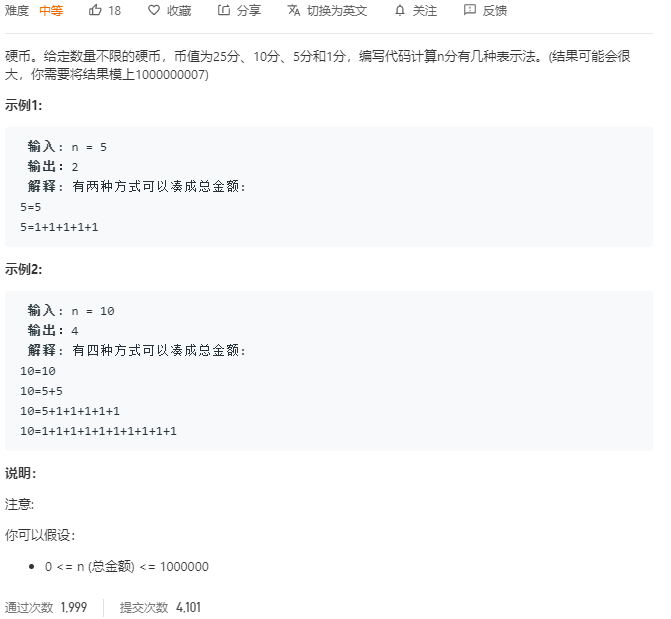 难度 中等 18 收藏 分享 切换为英文 关注 反馈
硬币。给定数量不限的硬币，币值为25分、10分、5分和1分，编写代码计算n分有几种表示法。(结果可能会很
大，你需要将结果模上1000000007)
示例1:
输入: n = 5
输出: 2
解释: 有两种方式可以凑成总金额:
5=5
5=1+1+1+1+1
示例2:
输入: n = 10
输出: 4
解释: 有四种方式可以凑成总金额:
10=10
10=5+5
10=5+1+1+1+1+1
10=1+1+1+1+1+1+1+1+1+1
说明:
注意:
你可以假设:
• 0 <= n (总金额) <= 1000000
通过次数 1,999 提交次数 4,101